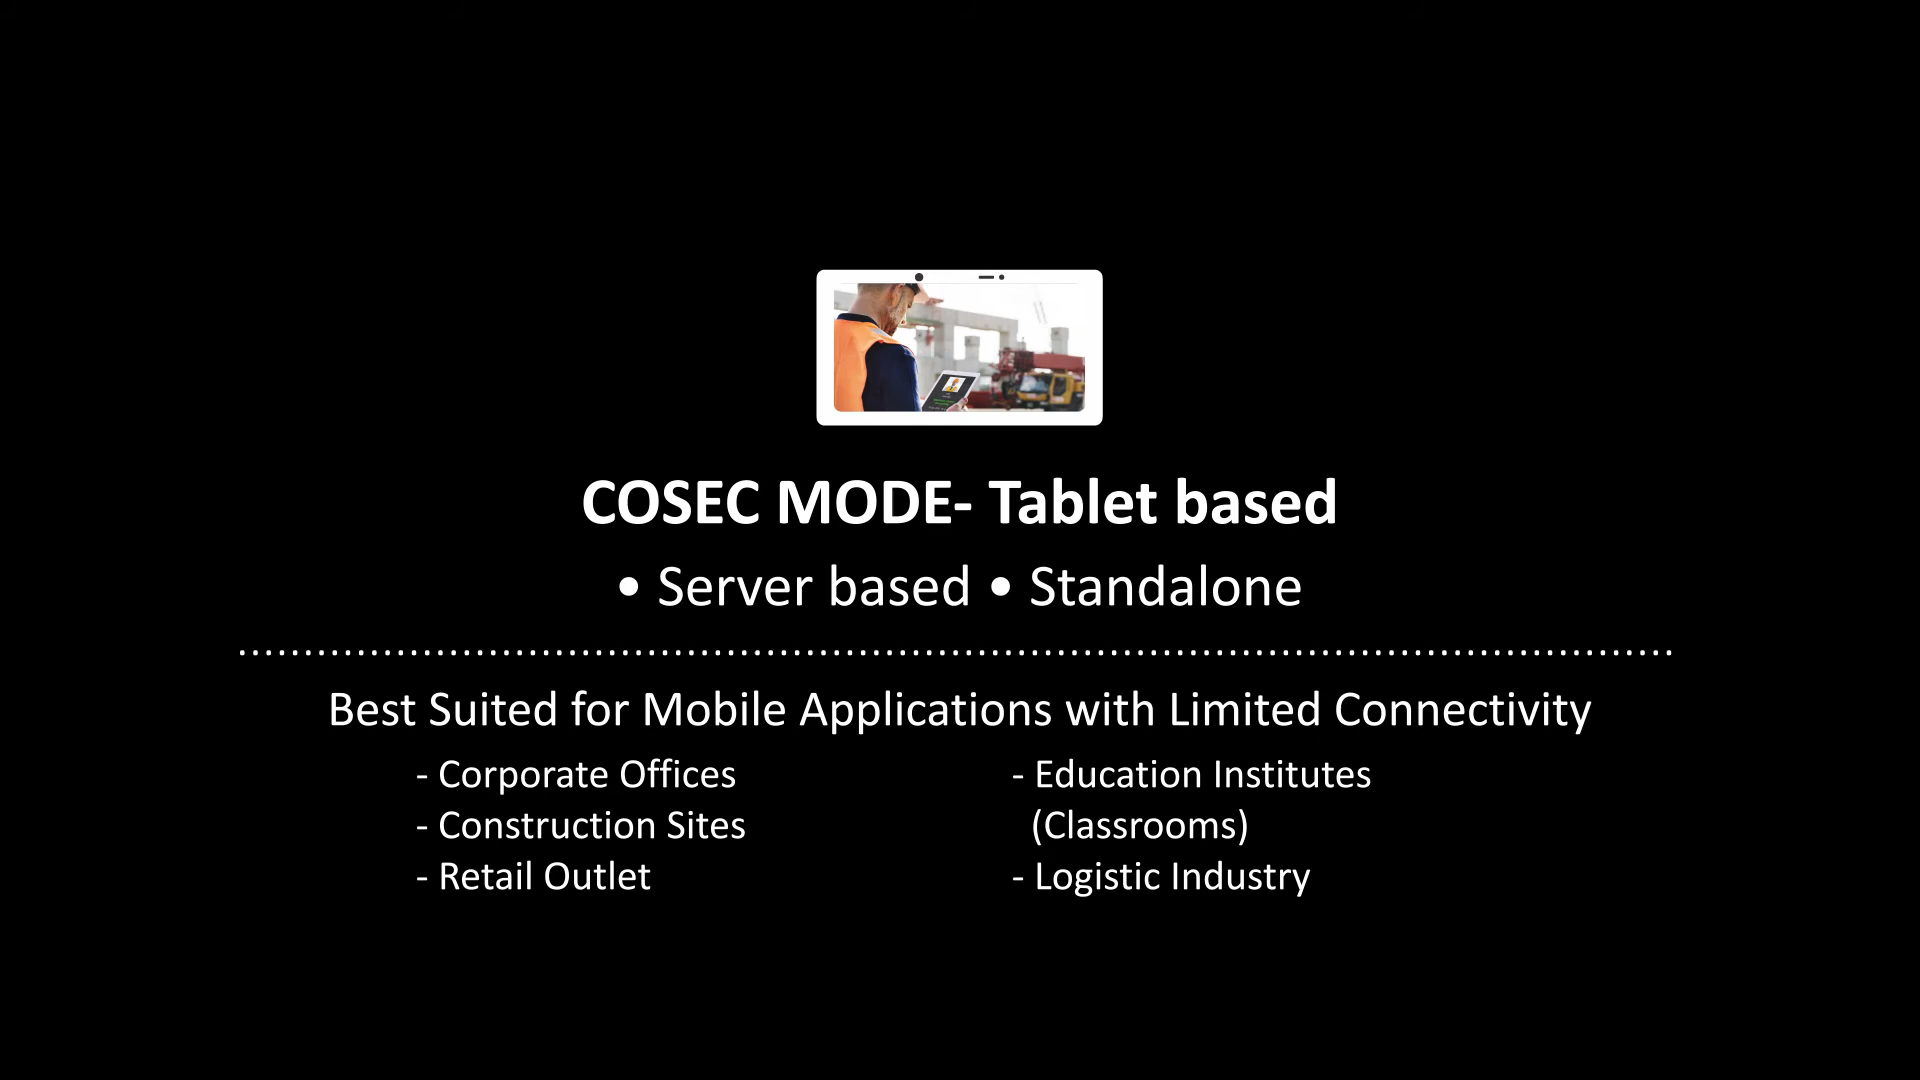 COSEC MODE- Tablet based
• Server based • Standalone
Best Suited for Mobile Applications with Limited Connectivity
- Corporate Offices
- Construction Sites
- Retail Outlet
- Education Institutes
(Classrooms)
- Logistic Industry